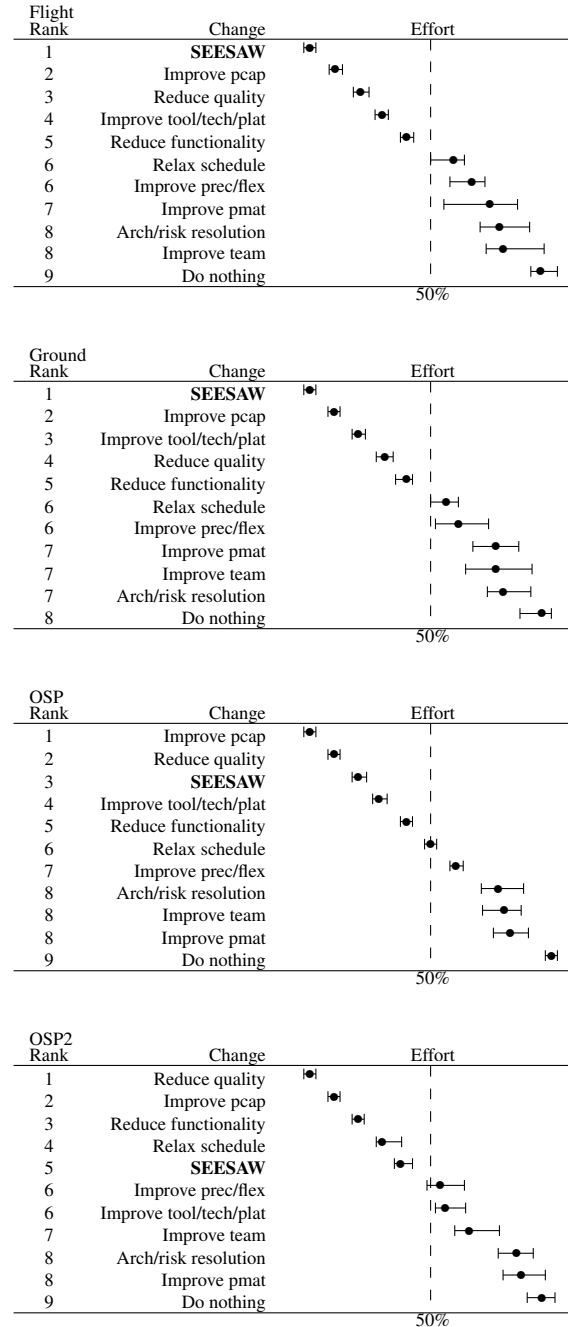 Flight
Rank Change Effort
1 SEESAW
2 Improve pcap
3 Reduce quality
4 Improve tool/tech/plat
5 Reduce functionality
6 Relax schedule
6 Improve prec/flex
7 Improve pmat
8 Arch/risk resolution
8 Improve team
9 Do nothing
50%
Ground
Rank Change Effort
1 SEESAW
2 Improve pcap
3 Improve tool/tech/plat
4 Reduce quality
5 Reduce functionality
6 Relax schedule
6 Improve prec/flex
7 Improve pmat
7 Improve team
7 Arch/risk resolution
8 Do nothing
50%
OSP
Rank Change Effort
1 Improve pcap
2 Reduce quality
3 SEESAW
4 Improve tool/tech/plat
5 Reduce functionality
6 Relax schedule
7 Improve prec/flex
8 Arch/risk resolution
8 Improve team
8 Improve pmat
9 Do nothing
50%
OSP2
Rank Change Effort
1 Reduce quality
2 Improve pcap
3 Reduce functionality
4 Relax schedule
5 SEESAW
6 Improve prec/flex
6 Improve tool/tech/plat
7 Improve team
8 Arch/risk resolution
8 Improve pmat
9 Do nothing
50%